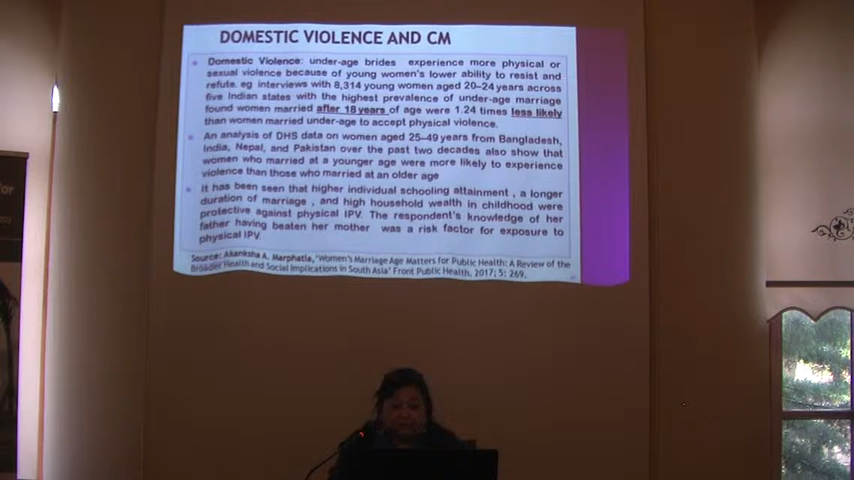 DOMESTIC VIOLENCE AND CM
Domestic Violence: under-age brides experience more physical or
sexual violence because of young women's lower ability to resist and
refute. eg interviews with 8,314 young women aged 20-24 years across
five Indian states with the highest prevalence of under-age marriage
found women married after 18 years of age were 1.24 times less likely
than women married under-age to accept physical violence.
An analysis of DHS data on women aged 25-49 years from Bangladesh,
India, Nepal, and Pakistan over the past two decades also show that
women who married at a younger age were more likely to experience
violence than those who married at an older age
It has been seen that higher individual schooling attainment , a longer
duration of marriage , and high household wealth in childhood were
protective against physical IPV. The respondent's knowledge of her
father having beaten her mother was a risk factor for exposure to
physical IPV
Source: Akanksha A. Marphatia, 'Women's Marriage Age Matters for Public Health: A Review of the
Broader Health and Social Implications in South Asia' Front Public Health, 2017; 5: 269.
for